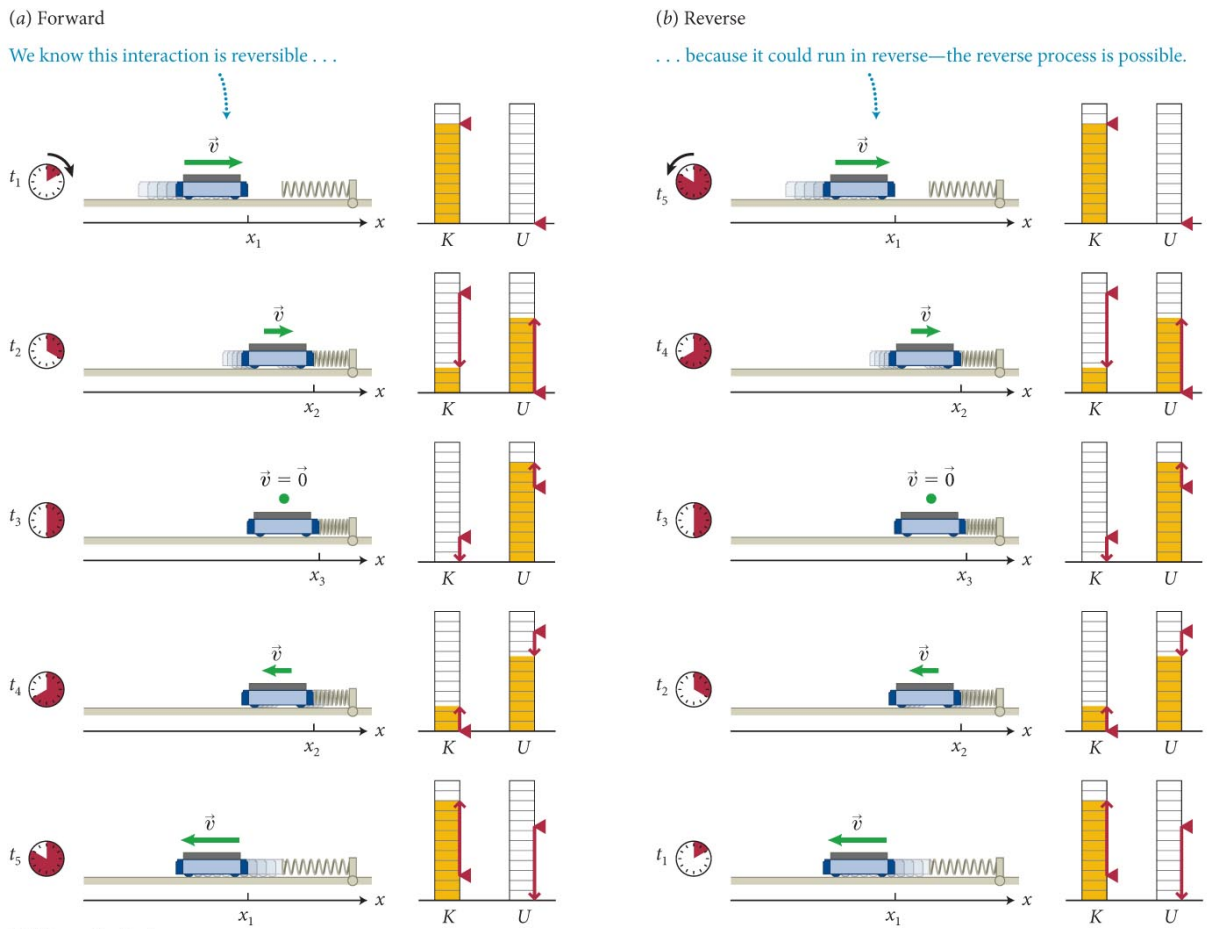 (a) Forward
We know this interaction is reversible . . .
t₁
v⃗
x
x₁
K
U
t₂
v⃗
x
x₂
K
U
t₃
v⃗ = 0⃗
x
x₃
K
U
t₄
v⃗
x
x₂
K
U
t₅
v⃗
x
x₁
K
U
(b) Reverse
. . . because it could run in reverse—the reverse process is possible.
t₅
v⃗
x
x₁
K
U
t₄
v⃗
x
x₂
K
U
t₃
v⃗ = 0⃗
x
x₃
K
U
t₂
v⃗
x
x₂
K
U
t₁
v⃗
x
x₁
K
U